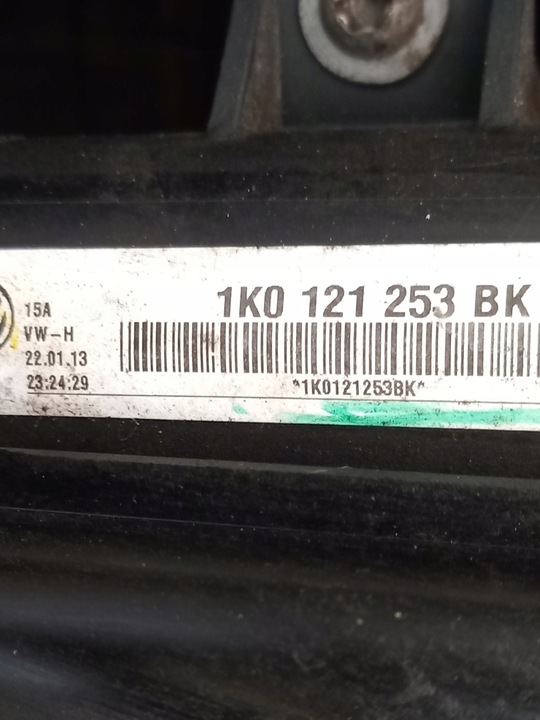 15A
VW-H
22.01.13
23:24:29
1K0 121 253 BK
*1K0121253BK*